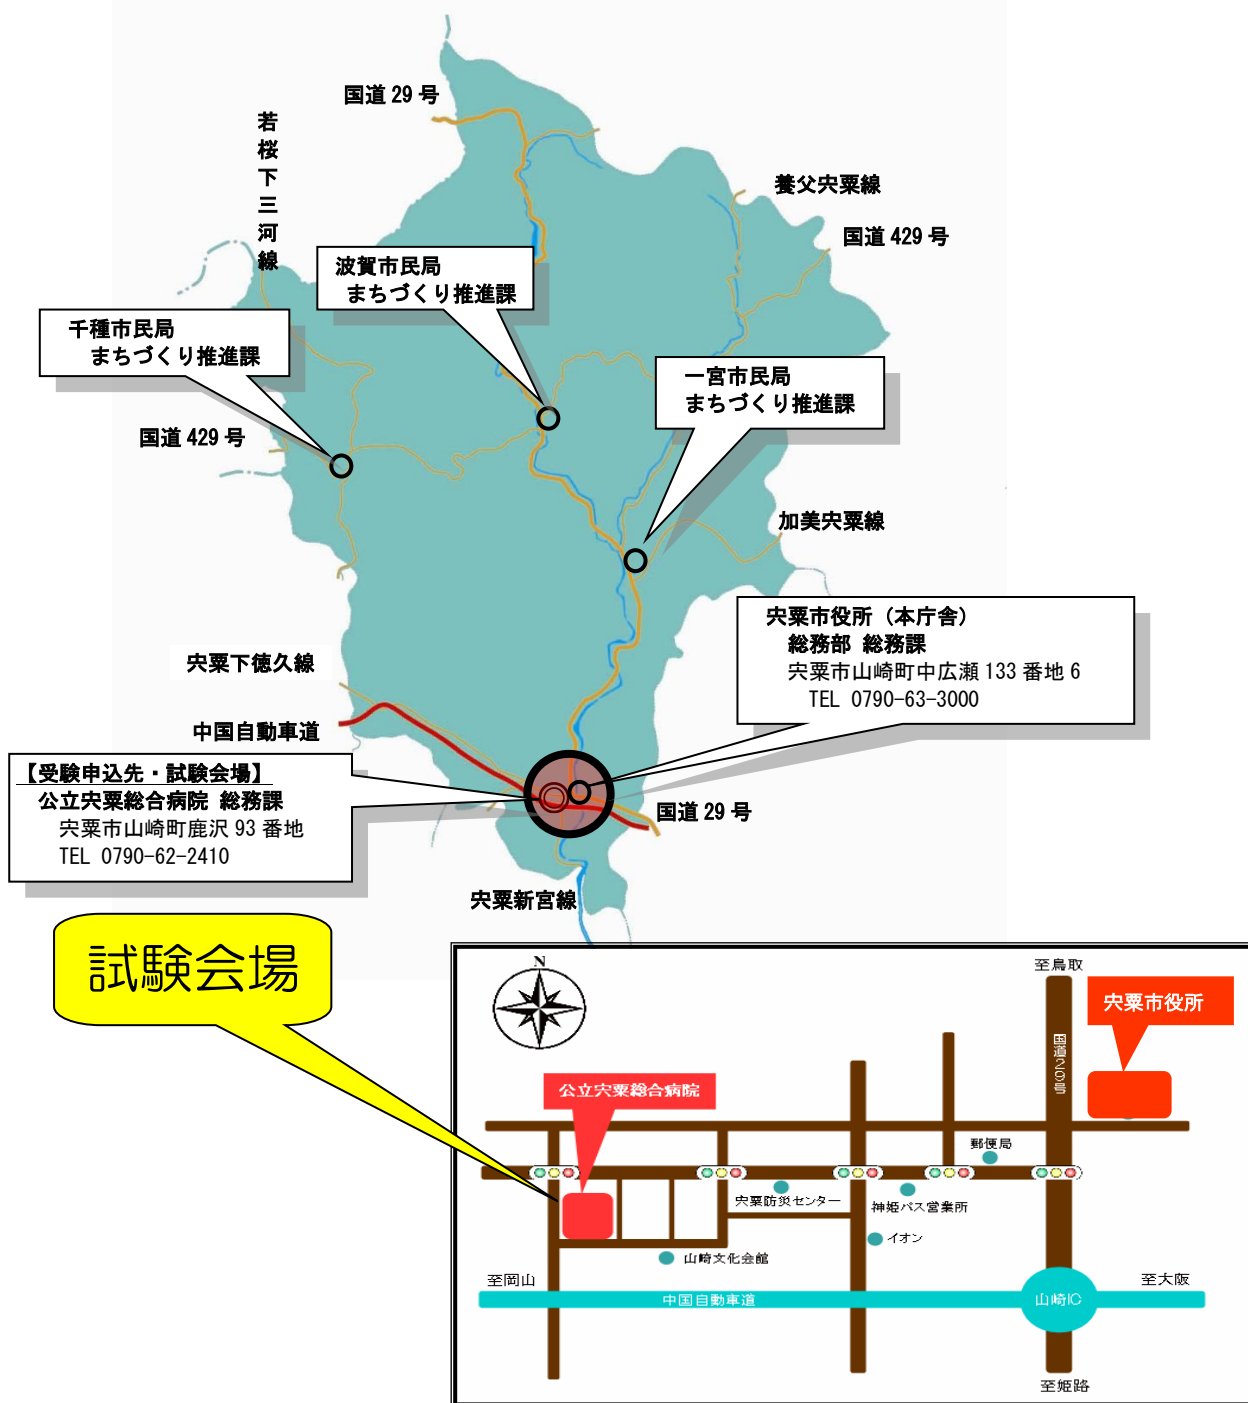 国道 29 号
若桜下三河線
養父宍粟線
国道 429 号
波賀市民局
まちづくり推進課
千種市民局
まちづくり推進課
一宮市民局
まちづくり推進課
国道 429 号
加美宍粟線
宍粟市役所（本庁舎）
総務部 総務課
宍粟市山崎町中広瀬 133 番地 6
TEL 0790-63-3000
宍粟下徳久線
中国自動車道
【受験申込先・試験会場】
公立宍粟総合病院 総務課
宍粟市山崎町鹿沢 93 番地
TEL 0790-62-2410
国道 29 号
宍粟新宮線
試験会場
N
至鳥取
宍粟市役所
国道29号
公立宍粟総合病院
郵便局
宍粟防災センター
神姫バス営業所
イオン
山崎文化会館
至岡山
至大阪
中国自動車道
山崎IC
至姫路